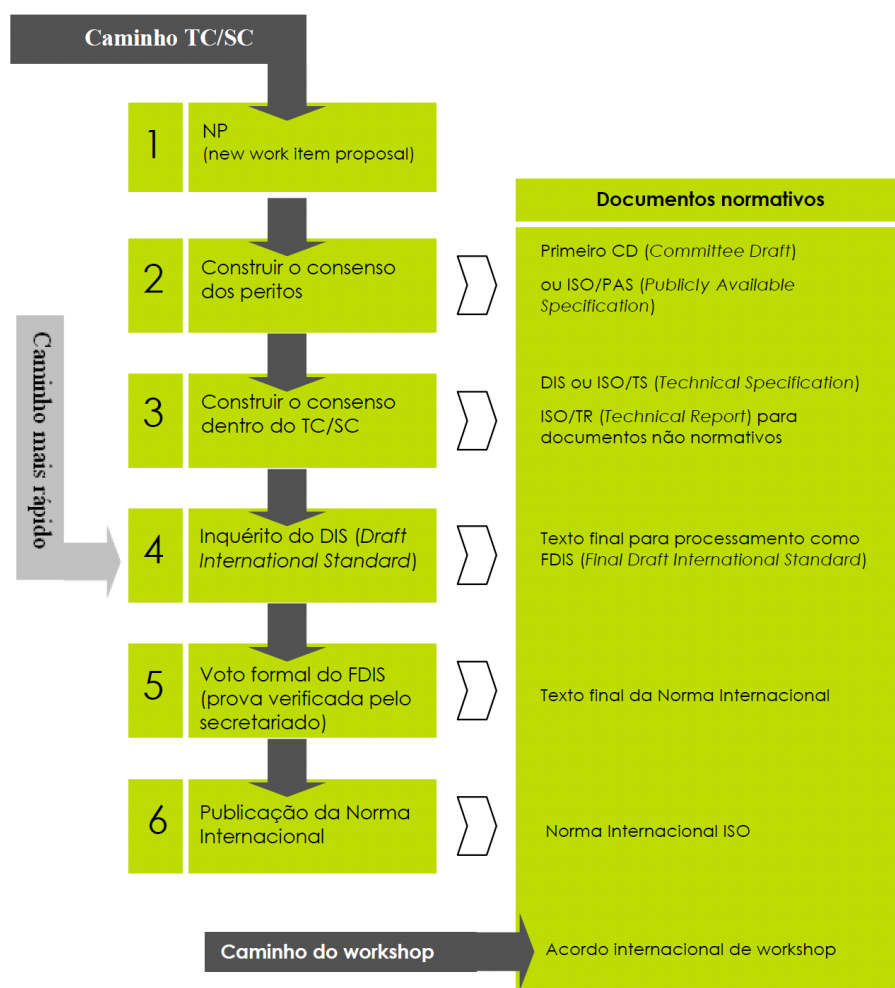 Caminho TC/SC
1
NP
(new work item proposal)
Documentos normativos
2
Construir o consenso
dos peritos
Primeiro CD (Committee Draft)
ou ISO/PAS (Publicly Available
Specification)
Caminho mais rápido
3
Construir o consenso
dentro do TC/SC
DIS ou ISO/TS (Technical Specification)
ISO/TR (Technical Report) para
documentos não normativos
4
Inquérito do DIS (Draft
International Standard)
Texto final para processamento como
FDIS (Final Draft International Standard)
5
Voto formal do FDIS
(prova verificada pelo
secretariado)
Texto final da Norma Internacional
6
Publicação da Norma
Internacional
Norma Internacional ISO
Caminho do workshop
Acordo internacional de workshop